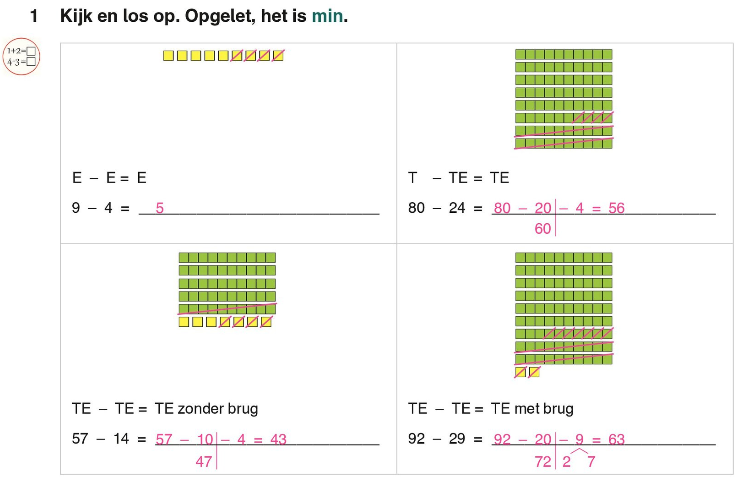 1 Kijk en los op. Opgelet, het is min.
1+2=□
4-3=□
E – E = E
9 – 4 = 5
T – TE = TE
80 – 24 = 80 – 20 – 4 = 56
60
TE – TE = TE zonder brug
57 – 14 = 57 – 10 – 4 = 43
47
TE – TE = TE met brug
92 – 29 = 92 – 20 – 9 = 63
72 2 7